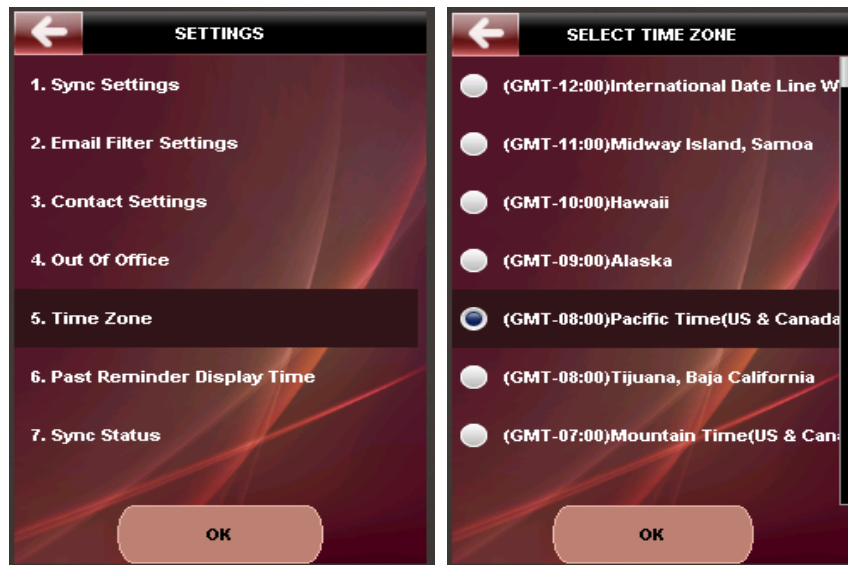 SETTINGS
1. Sync Settings
2. Email Filter Settings
3. Contact Settings
4. Out Of Office
5. Time Zone
6. Past Reminder Display Time
7. Sync Status
OK
SELECT TIME ZONE
(GMT-12:00)International Date Line W
(GMT-11:00)Midway Island, Samoa
(GMT-10:00)Hawaii
(GMT-09:00)Alaska
(GMT-08:00)Pacific Time(US & Canada
(GMT-08:00)Tijuana, Baja California
(GMT-07:00)Mountain Time(US & Can
OK